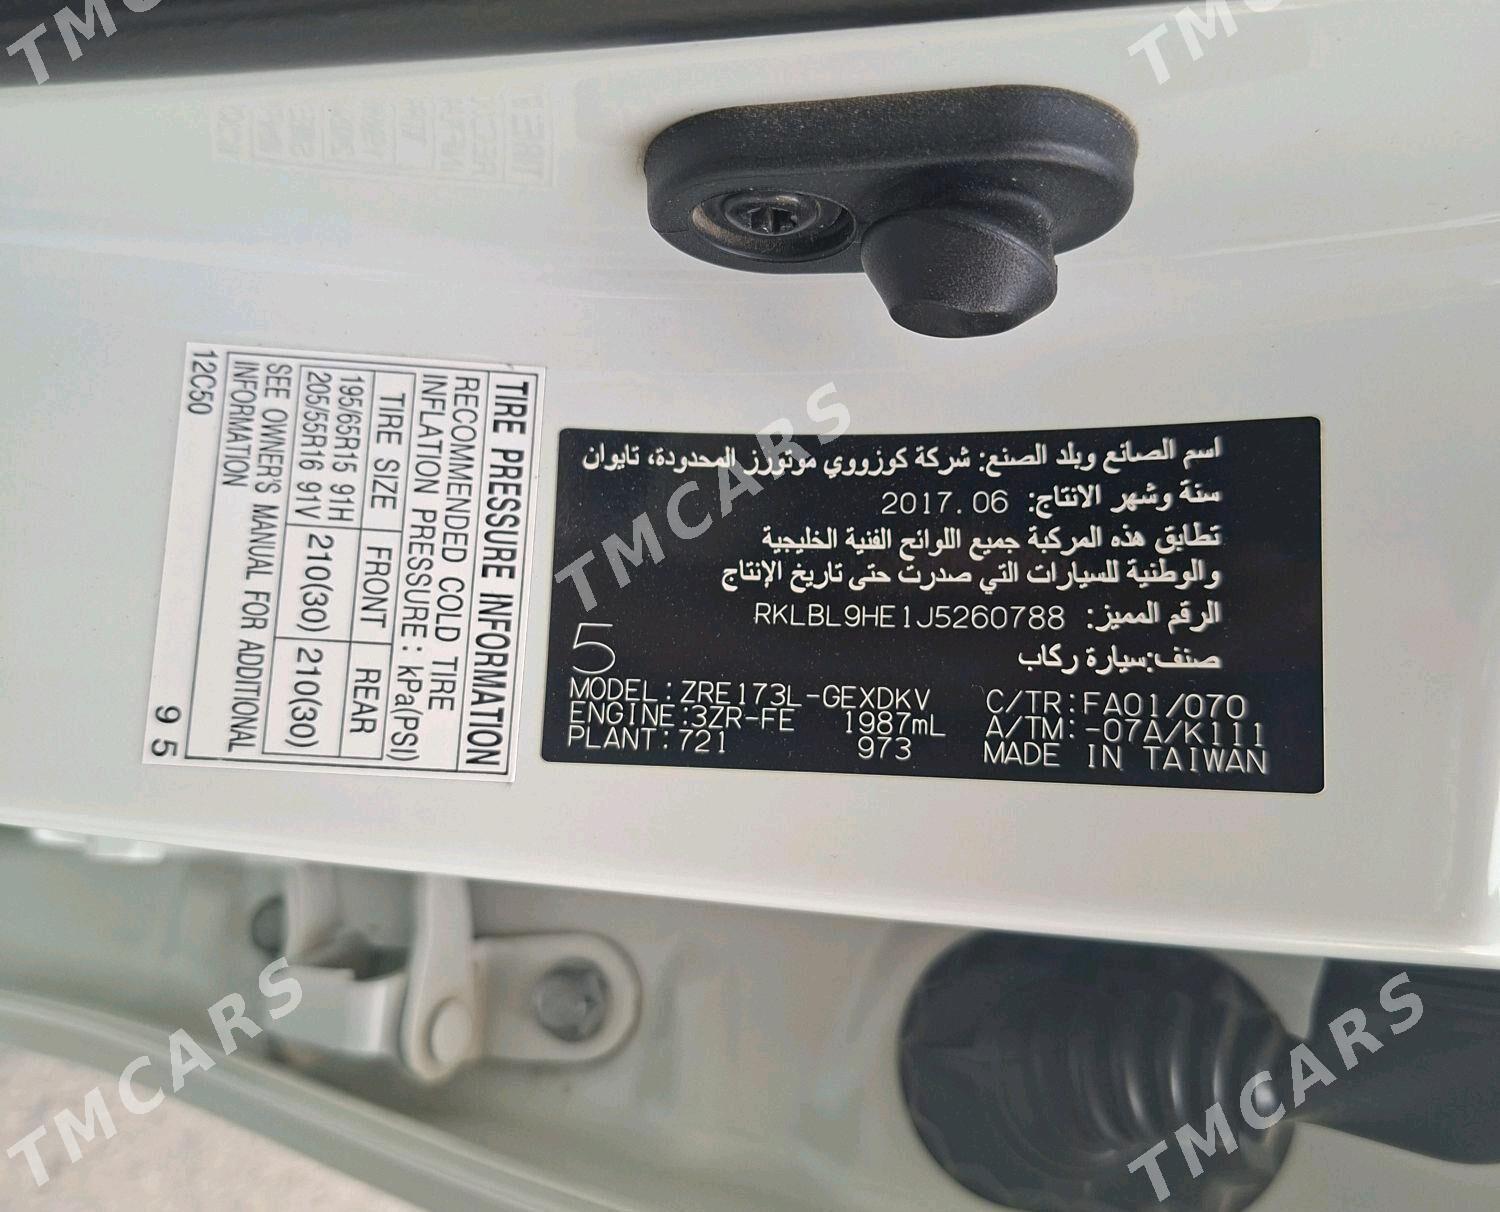 TMCARS
TMCARS
TIRE PRESSURE INFORMATION
RECOMMENDED COLD TIRE
INFLATION PRESSURE : kPa(PSI)
TIRE SIZE FRONT REAR
195/65R15 91H
205/55R16 91V 210(30) 210(30)
SEE OWNER'S MANUAL FOR ADDITIONAL
INFORMATION
12C50
9 5
اسم الصانع وبلد الصنع: شركة كوزووي موتورز المحدودة، تايوان
سنة وشهر الانتاج: 2017.06
تطابق هذه المركبة جميع اللوائح الفنية الخليجية
والوطنية للسيارات التي صدرت حتى تاريخ الإنتاج
الرقم المميز: RKLBL9HE1J5260788
صنف:سيارة ركاب
5
MODEL:ZRE173L-GEXDKV C/TR:FA01/070
ENGINE:3ZR-FE 1987mL A/TM:-07A/K111
PLANT:721 973 MADE IN TAIWAN
TMCARS
TMCARS
TMCARS